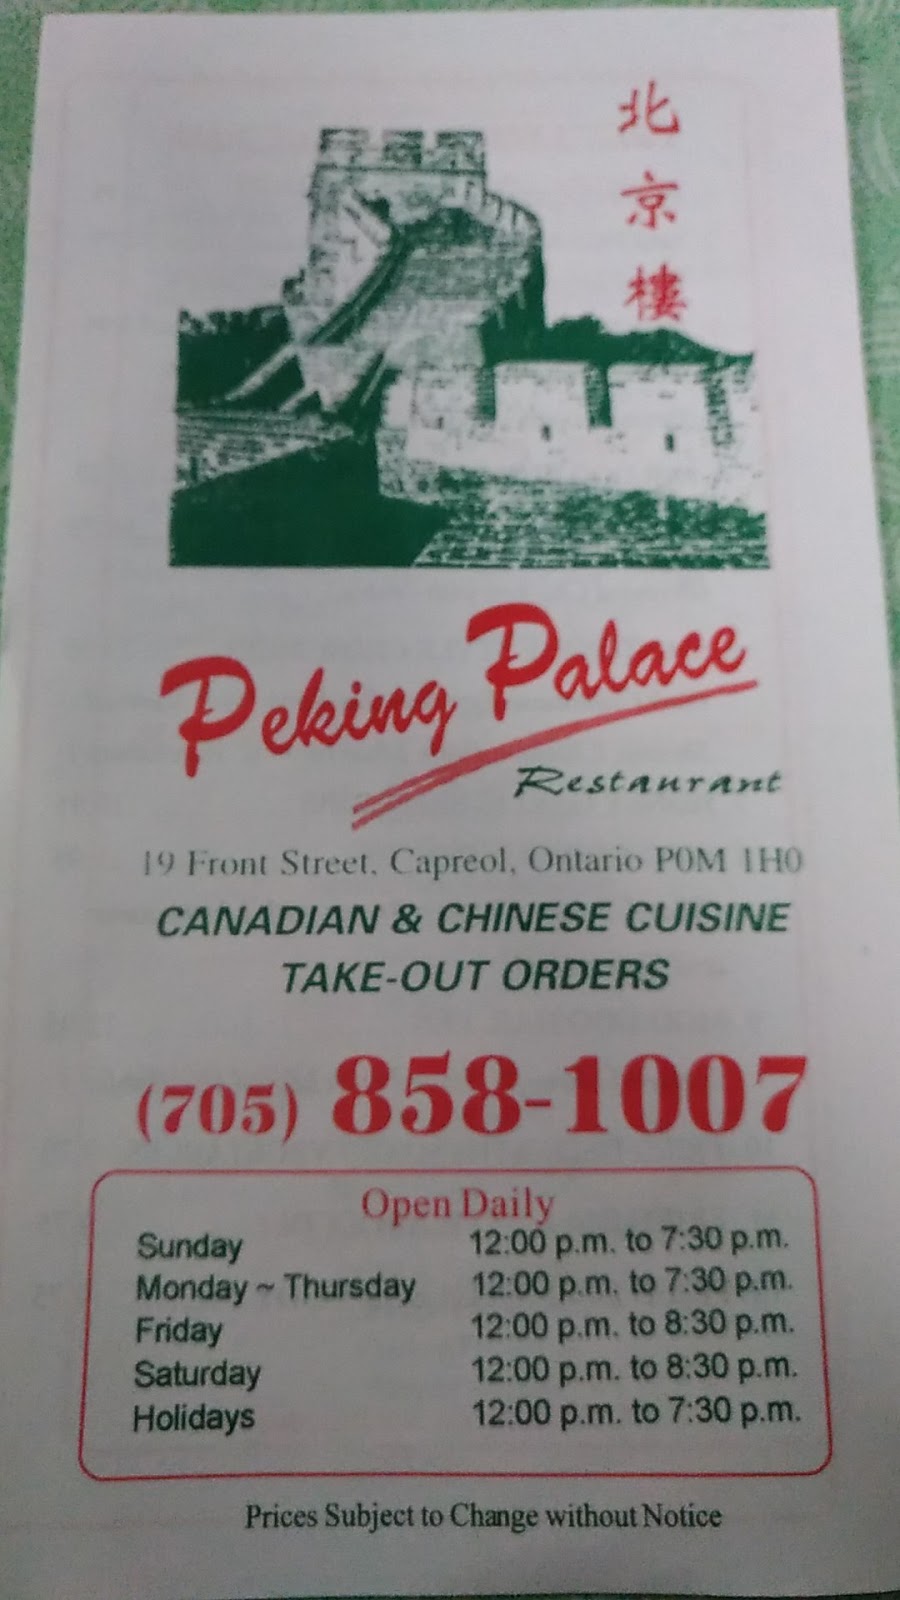 北京樓
Peking Palace
Restaurant
19 Front Street, Capreol, Ontario P0M 1H0
CANADIAN & CHINESE CUISINE
TAKE-OUT ORDERS
(705) 858-1007
Open Daily
Sunday 12:00 p.m. to 7:30 p.m.
Monday ~ Thursday 12:00 p.m. to 7:30 p.m.
Friday 12:00 p.m. to 8:30 p.m.
Saturday 12:00 p.m. to 8:30 p.m.
Holidays 12:00 p.m. to 7:30 p.m.
Prices Subject to Change without Notice